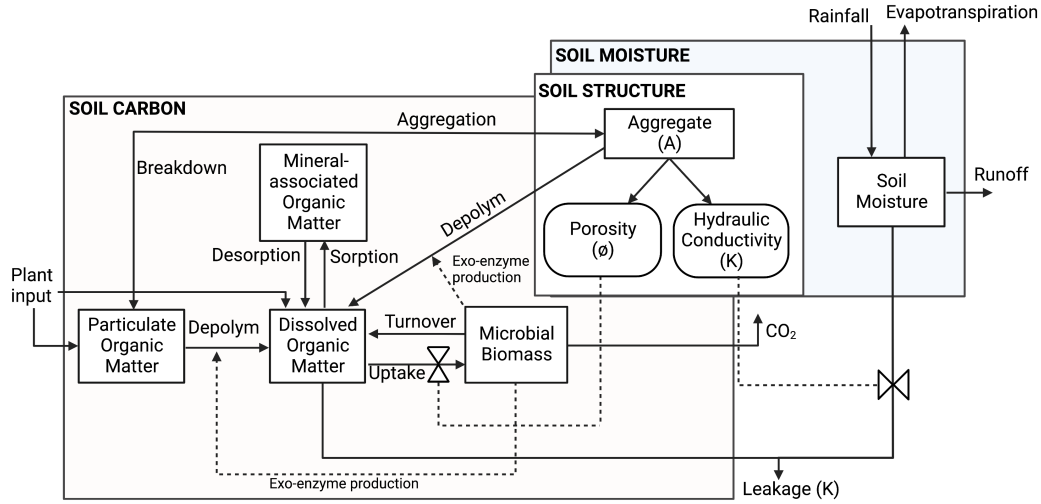 Rainfall
Evapotranspiration
SOIL MOISTURE
SOIL STRUCTURE
SOIL CARBON
Aggregation
Aggregate
(A)
Breakdown
Mineral-
associated
Organic
Matter
Depolym
Soil
Moisture
Runoff
Porosity
(ø)
Hydraulic
Conductivity
(K)
Desorption
Sorption
Exo-enzyme
production
Plant
input
Particulate
Organic
Matter
Depolym
Dissolved
Organic
Matter
Turnover
Uptake
Microbial
Biomass
CO₂
Exo-enzyme production
Leakage (K)